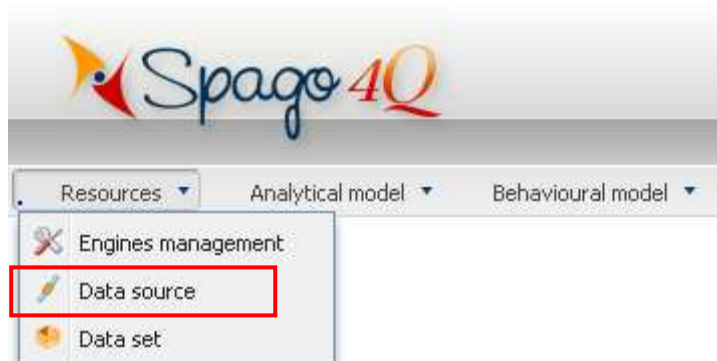 Spago4Q
Resources Analytical model Behavioural model
Engines management
Data source
Data set